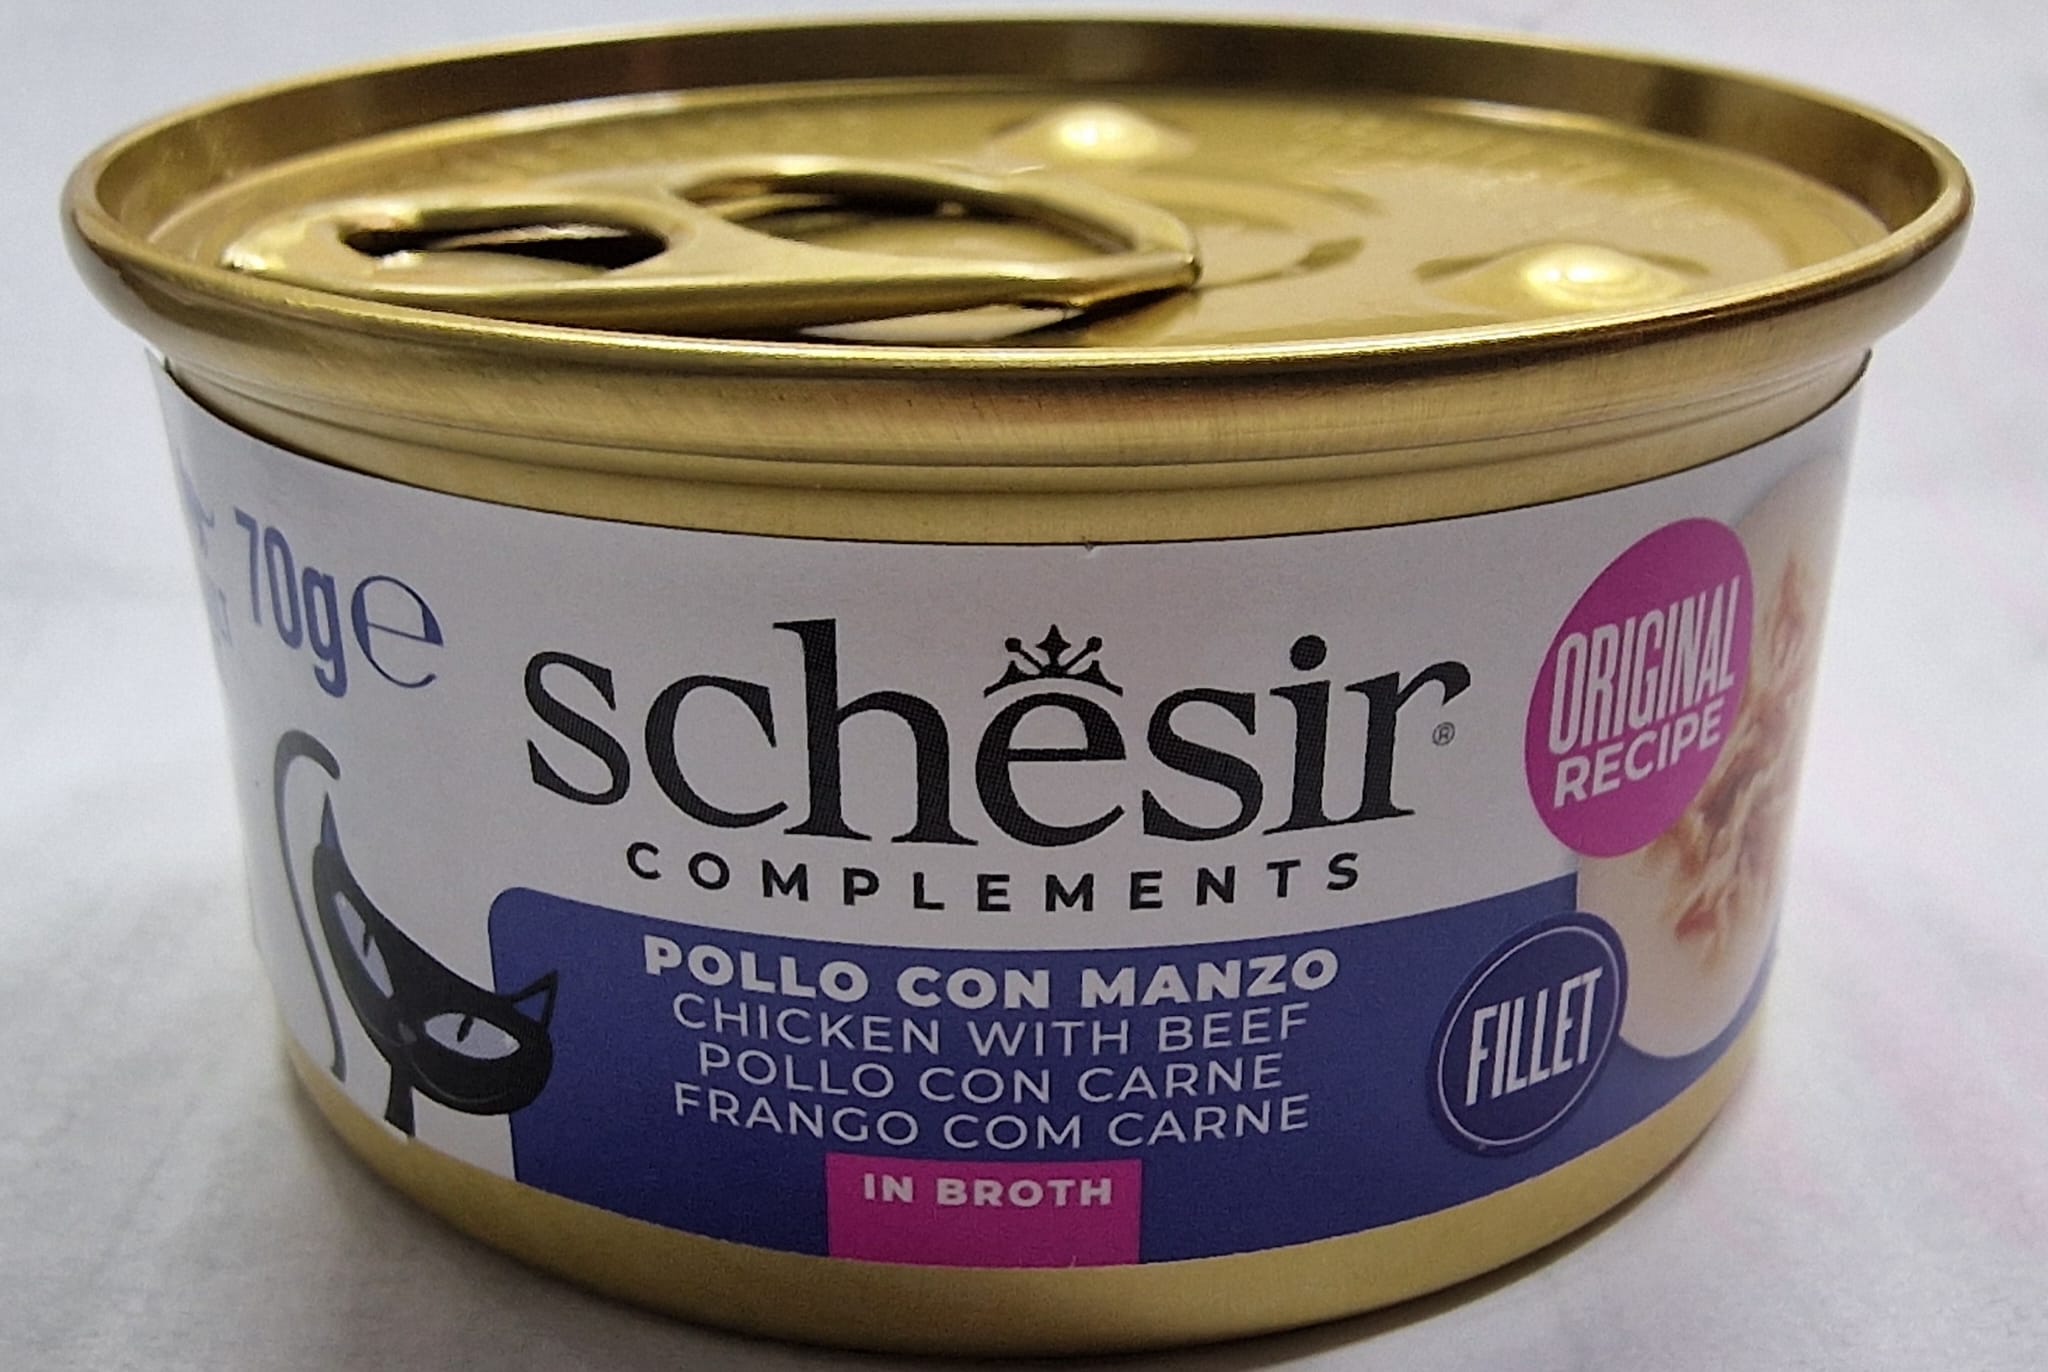 70g℮
schesir®
COMPLEMENTS
ORIGINAL
RECIPE
POLLO CON MANZO
CHICKEN WITH BEEF
POLLO CON CARNE
FRANGO COM CARNE
FILLET
IN BROTH